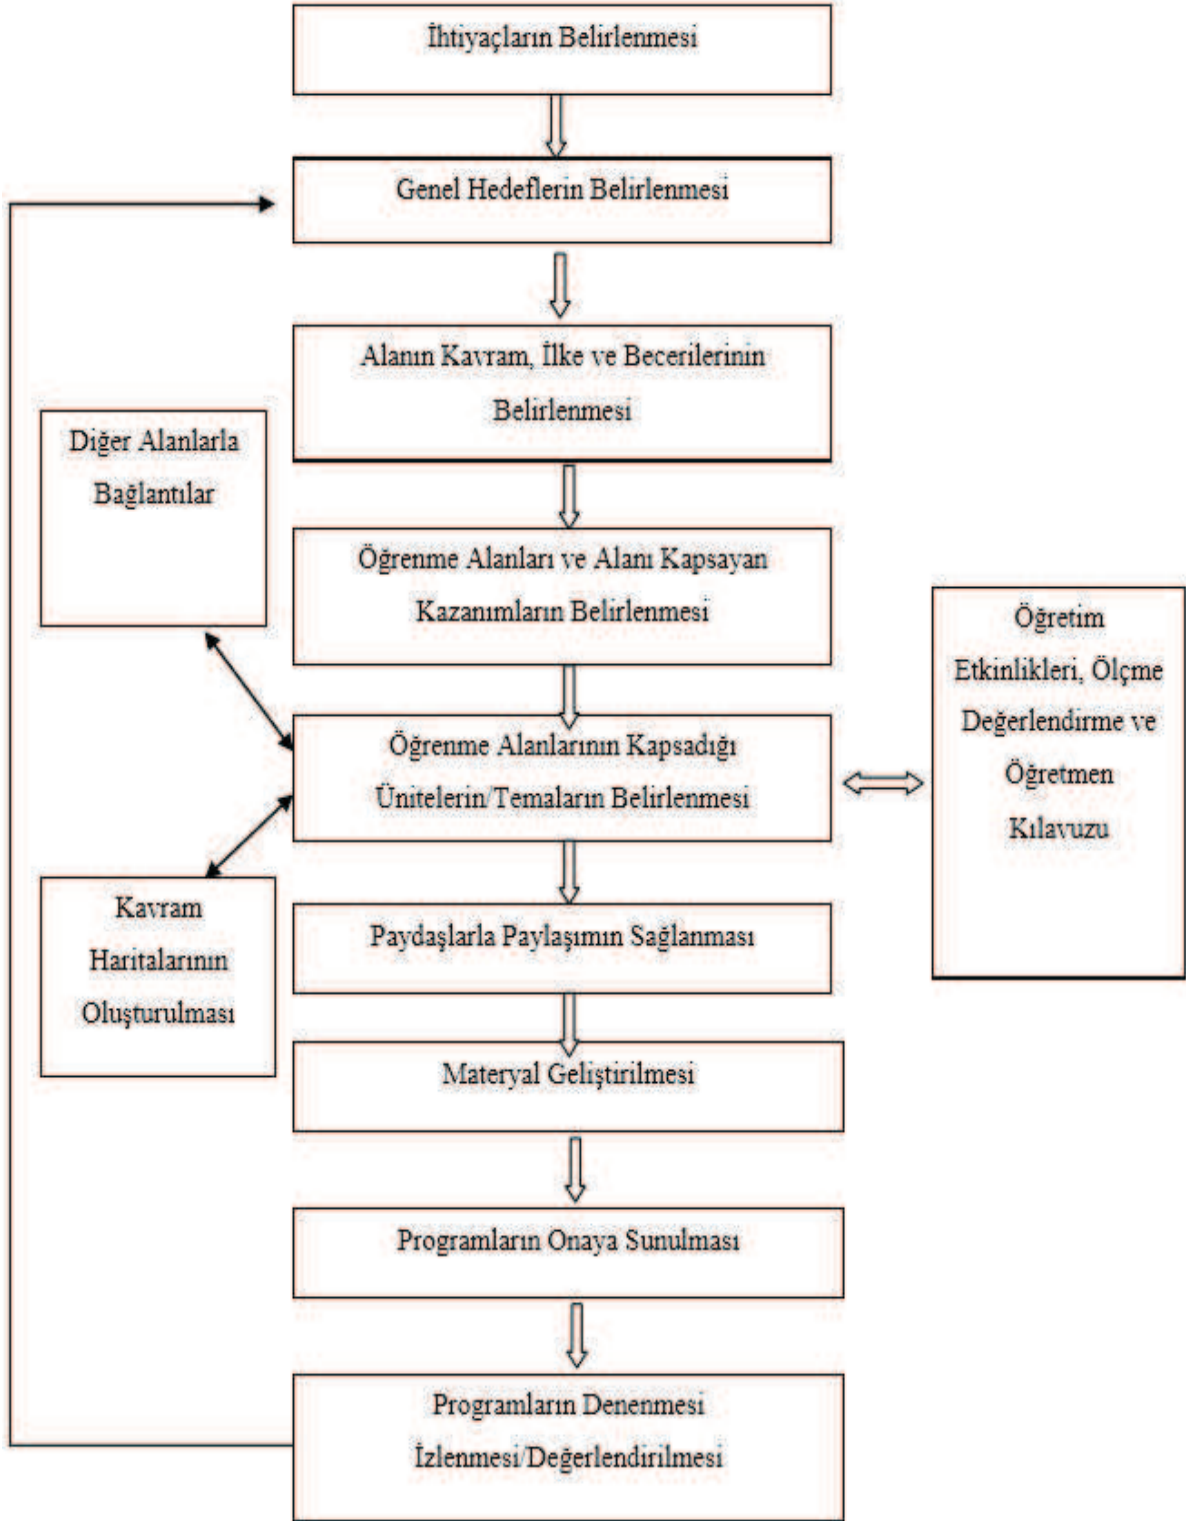 İhtiyaçların Belirlenmesi
Genel Hedeflerin Belirlenmesi
Alanın Kavram, İlke ve Becerilerinin
Belirlenmesi
Diğer Alanlarla
Bağlantılar
Öğrenme Alanları ve Alanı Kapsayan
Kazanımların Belirlenmesi
Öğretim
Etkinlikleri, Ölçme
Değerlendirme ve
Öğretmen
Kılavuzu
Öğrenme Alanlarının Kapsadığı
Ünitelerin/Temaların Belirlenmesi
Kavram
Haritalarının
Oluşturulması
Paydaşlarla Paylaşımın Sağlanması
Materyal Geliştirilmesi
Programların Onaya Sunulması
Programların Denenmesi
İzlenmesi/Değerlendirilmesi